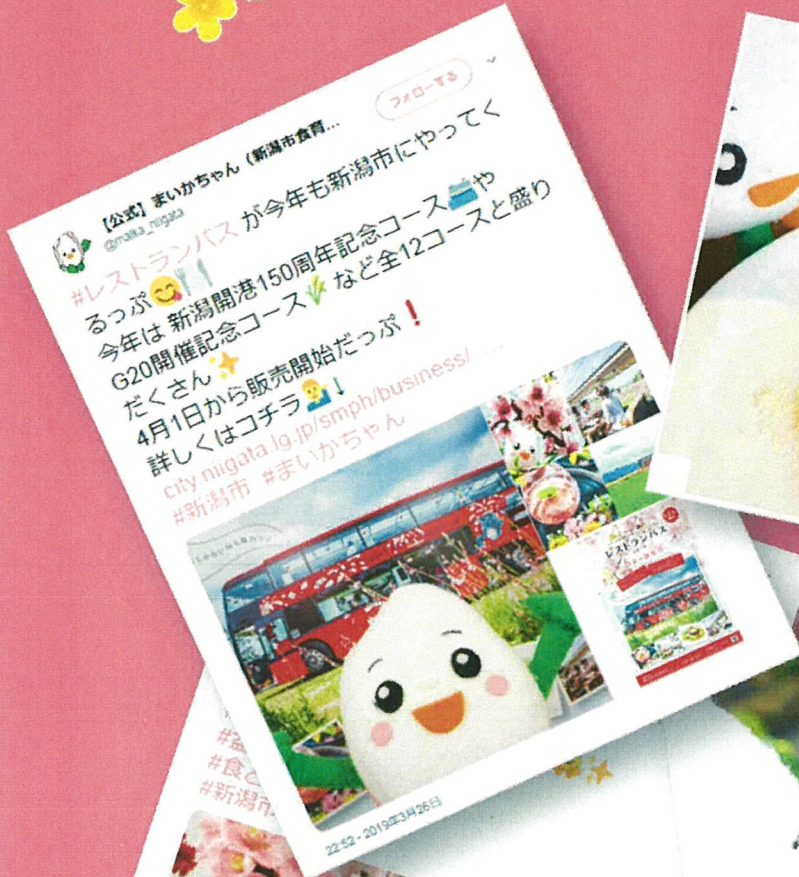 【公式】まいかちゃん（新潟市食育...
@maika_niigata
フォローする
#レストランバス が今年も新潟市にやってく
るっぷ😋🍴
今年は 新潟開港150周年記念コース🚢や
G20開催記念コース🌾 など全12コースと盛り
だくさん✨
4月1日から販売開始だっぷ❗
詳しくはコチラ💁‍♂️⤵
city.niigata.lg.jp/smph/business/...
#新潟市 #まいかちゃん
レストランバス
22:52 - 2019年3月26日
#食と
#新潟市